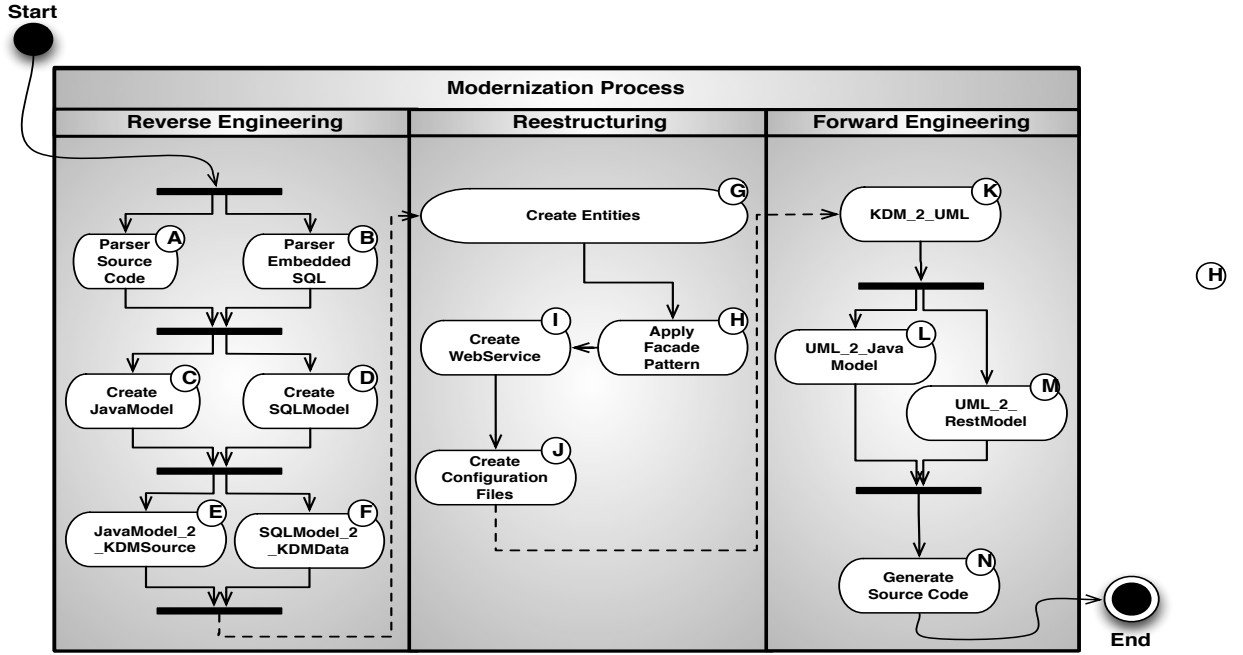 Start
Modernization Process
Reverse Engineering
Reestructuring
Forward Engineering
A
Parser
Source
Code
B
Parser
Embedded
SQL
C
Create
JavaModel
D
Create
SQLModel
E
JavaModel_2
_KDMSource
F
SQLModel_2
_KDMData
G
Create Entities
H
Apply
Facade
Pattern
I
Create
WebService
J
Create
Configuration
Files
K
KDM_2_UML
L
UML_2_Java
Model
M
UML_2_
RestModel
N
Generate
Source Code
End
H